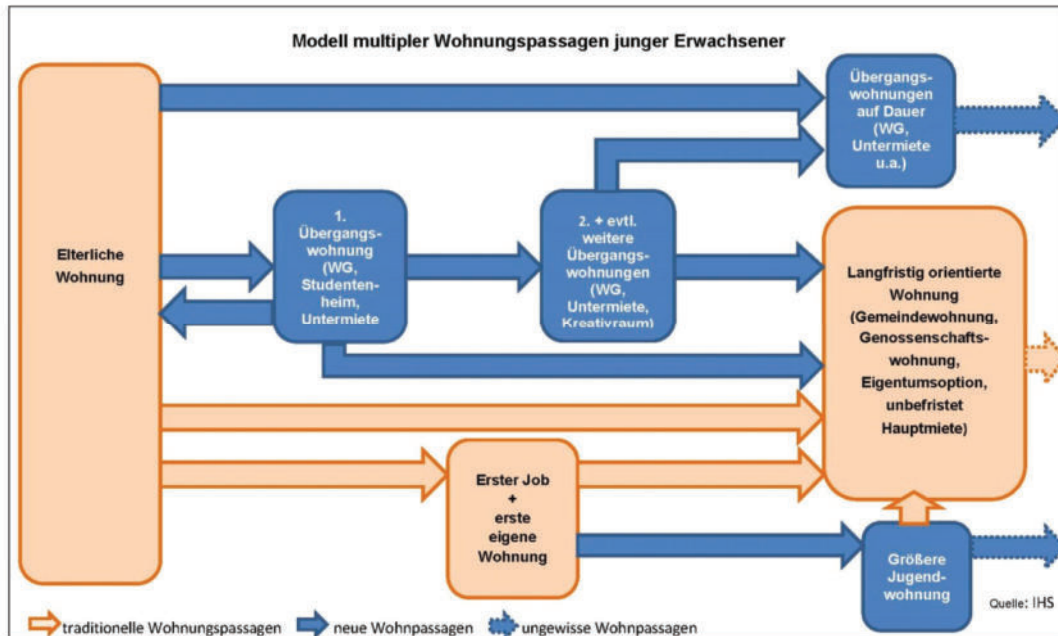 Modell multipler Wohnungspassagen junger Erwachsener
Elterliche
Wohnung
1.
Übergangs-
wohnung
(WG,
Studenten-
heim,
Untermiete
2. + evtl.
weitere
Übergangs-
wohnungen
(WG,
Untermiete,
Kreativraum)
Übergangs-
wohnungen
auf Dauer
(WG,
Untermiete
u.a.)
Langfristig orientierte
Wohnung
(Gemeindewohnung,
Genossenschafts-
wohnung,
Eigentumsoption,
unbefristet
Hauptmiete)
Erster Job
+
erste
eigene
Wohnung
Größere
Jugend-
wohnung
Quelle: IHS
traditionelle Wohnungspassagen
neue Wohnpassagen
ungewisse Wohnpassagen